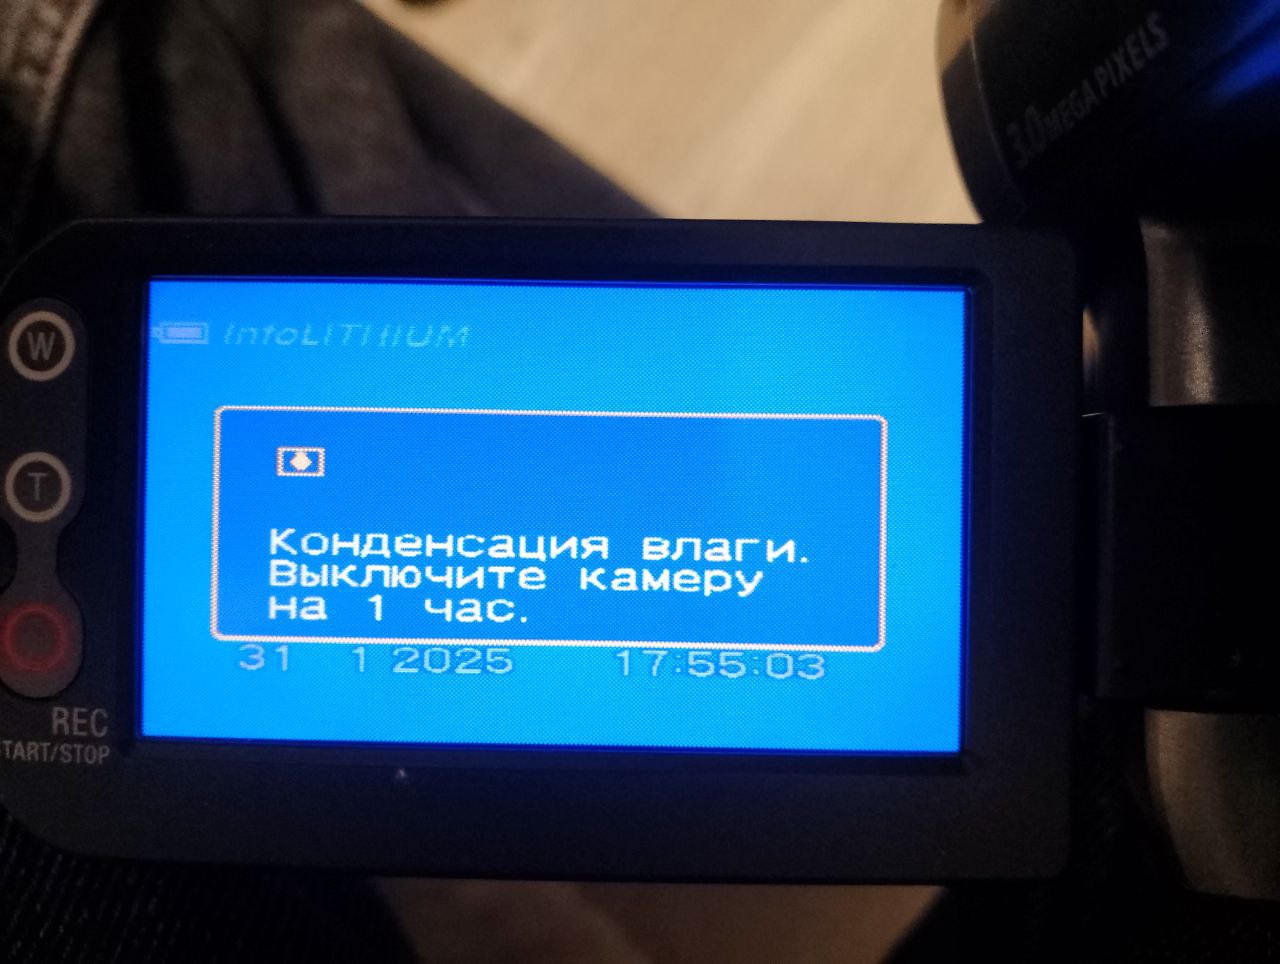 3.0 MEGA PIXELS
InfoLITHIUM
W
T
Конденсация влаги.
Выключите камеру
на 1 час.
31 1 2025 17:55:03
REC
START/STOP